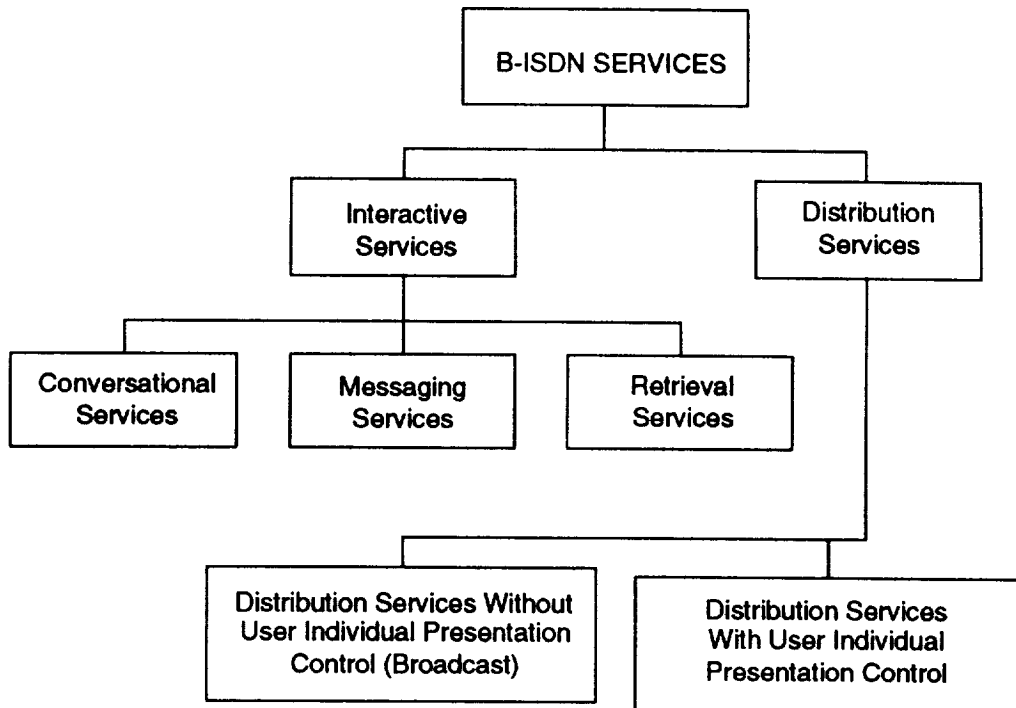 B-ISDN SERVICES
Interactive
Services
Distribution
Services
Conversational
Services
Messaging
Services
Retrieval
Services
Distribution Services Without
User Individual Presentation
Control (Broadcast)
Distribution Services
With User Individual
Presentation Control